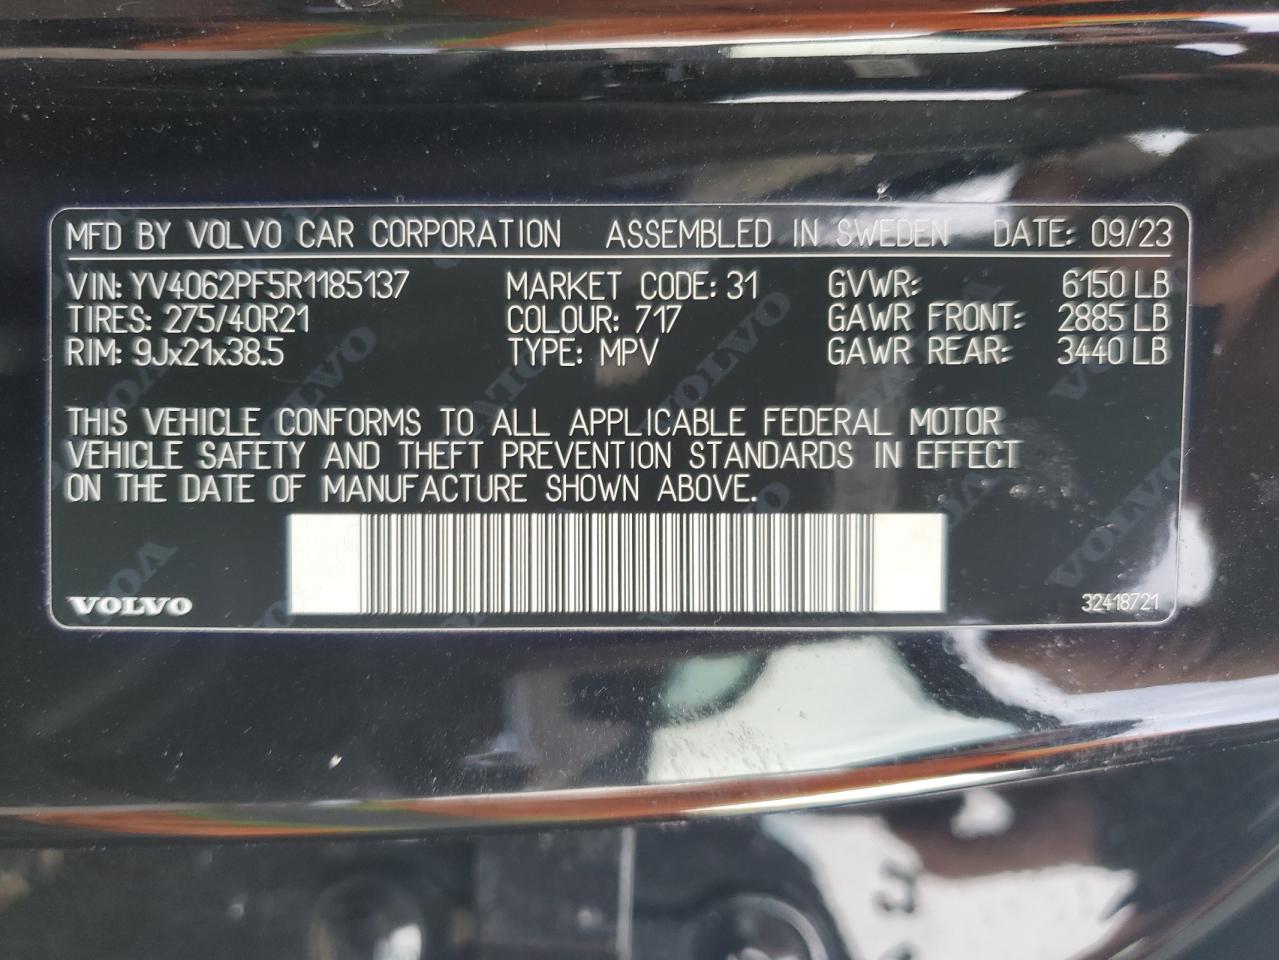 MFD BY VOLVO CAR CORPORATION ASSEMBLED IN SWEDEN DATE: 09/23
VIN: YV4062PF5R1185137 MARKET CODE: 31 GVWR: 6150 LB
TIRES: 275/40R21 COLOUR: 717 GAWR FRONT: 2885 LB
RIM: 9Jx21x38.5 TYPE: MPV GAWR REAR: 3440 LB
THIS VEHICLE CONFORMS TO ALL APPLICABLE FEDERAL MOTOR
VEHICLE SAFETY AND THEFT PREVENTION STANDARDS IN EFFECT
ON THE DATE OF MANUFACTURE SHOWN ABOVE.
VOLVO 32418721